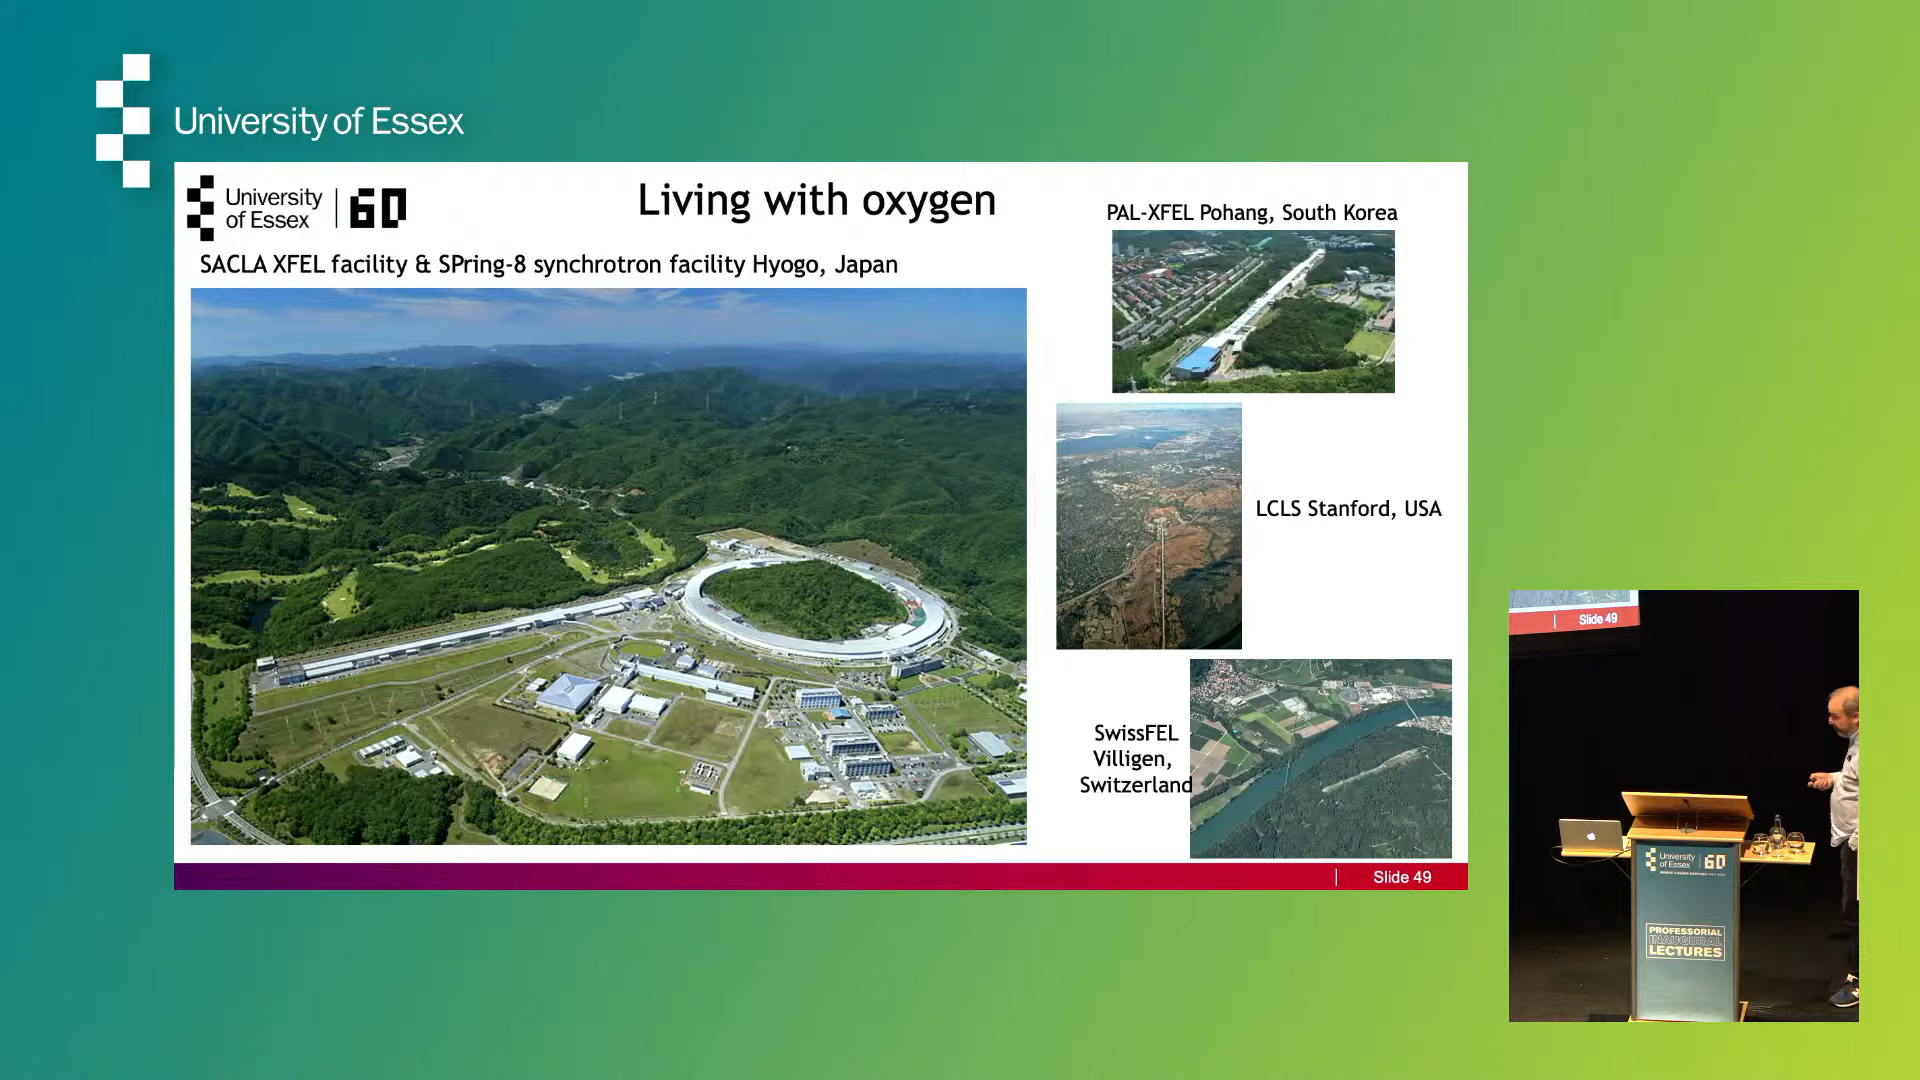 University of Essex
University
of Essex
60
Living with oxygen
SACLA XFEL facility & SPring-8 synchrotron facility Hyogo, Japan
PAL-XFEL Pohang, South Korea
LCLS Stanford, USA
SwissFEL
Villigen,
Switzerland
Slide 49
Slide 49
University
of Essex
60
PROFESSORIAL
INAUGURAL
LECTURES